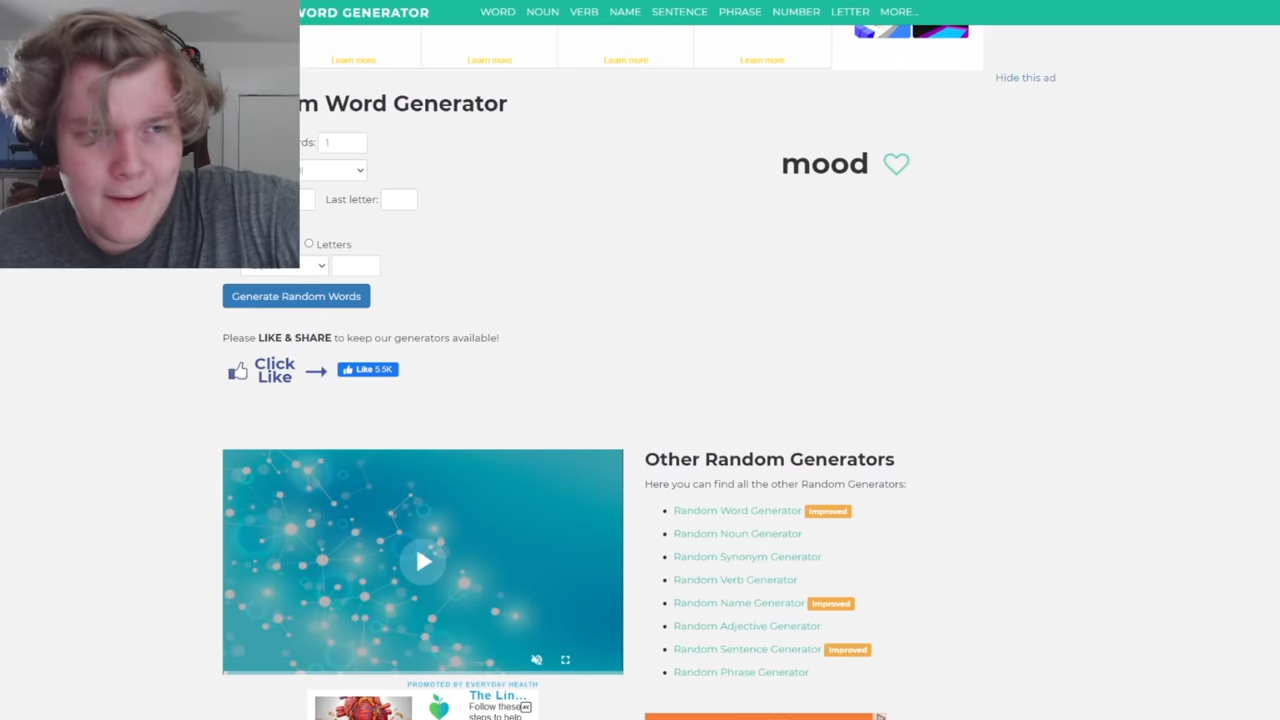 WORD GENERATOR
WORD NOUN VERB NAME SENTENCE PHRASE NUMBER LETTER MORE...
Learn more Learn more Learn more Learn more
Hide this ad
m Word Generator
rds: 1
mood
Last letter:
Letters
Generate Random Words
Please LIKE & SHARE to keep our generators available!
Click
Like
Like 5.5K
Other Random Generators
Here you can find all the other Random Generators:
Random Word Generator Improved
Random Noun Generator
Random Synonym Generator
Random Verb Generator
Random Name Generator Improved
Random Adjective Generator
Random Sentence Generator Improved
Random Phrase Generator
PROMOTED BY EVERYDAY HEALTH
The Lin...
Follow these
steps to help